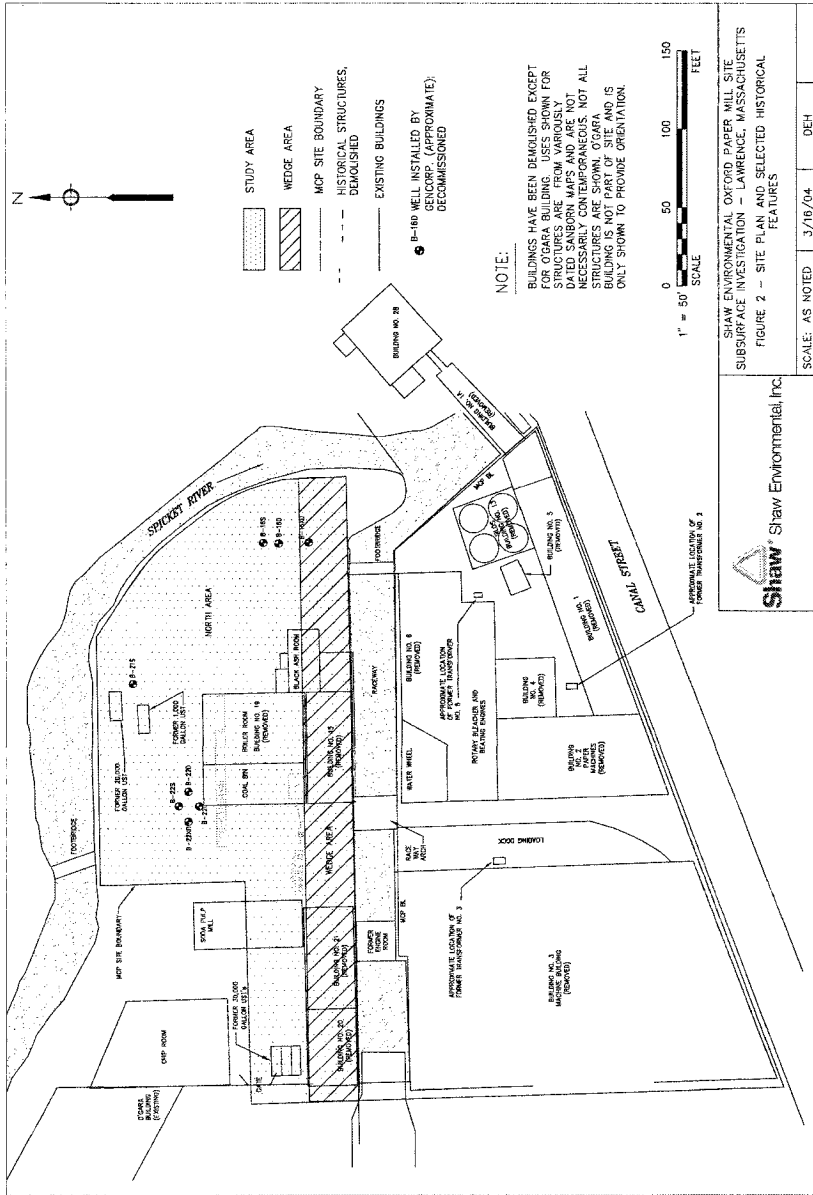 N
STUDY AREA
WEDGE AREA
MCP SITE BOUNDARY
HISTORICAL STRUCTURES,
DEMOLISHED
EXISTING BUILDINGS
B-16D WELL INSTALLED BY
GENCORP. (APPROXIMATE);
DECOMMISSIONED
NOTE:
BUILDINGS HAVE BEEN DEMOLISHED EXCEPT
FOR O'GARA BUILDING. USES SHOWN FOR
STRUCTURES ARE FROM VARIOUSLY
DATED SANBORN MAPS AND ARE NOT
NECESSARILY CONTEMPORANEOUS. NOT ALL
STRUCTURES ARE SHOWN. O'GARA
BUILDING IS NOT PART OF SITE AND IS
ONLY SHOWN TO PROVIDE ORIENTATION.
1" = 50'
0 50 100 150
SCALE FEET
SPICKET RIVER
FOOTBRIDGE
MCP SITE BOUNDARY
CHIP ROOM
O'GARA
BUILDING
(EXISTING)
GATE
FORMER 30,000
GALLON UST's
SODA PULP
MILL
FORMER 20,000
GALLON UST
FORMER 1,000
GALLON UST
B-21S
B-22S
B-22D
NORTH AREA
B-16S
B-16D
COAL BIN
BOILER ROOM
BUILDING NO. 19
(REMOVED)
BLACK ASH ROOM
BUILDING NO. 20
(REMOVED)
BUILDING NO. 21
(REMOVED)
WEDGE AREA
BUILDING NO. 15
(REMOVED)
FORMER
ENGINE
ROOM
RACE
WAY
ARCH
RACEWAY
FOOTBRIDGE
MCP BL
MCP BL
WATER WHEEL
BUILDING NO. 6
(REMOVED)
APPROXIMATE LOCATION
OF FORMER TRANSFORMER
ROTARY BLEACHER AND
BEATING ENGINES
BUILDING
NO. 4
(REMOVED)
BUILDING
NO. 2
PAPER
MACHINES
(REMOVED)
BUILDING NO. 5
(REMOVED)
BUILDING NO. 1
(REMOVED)
BUILDING NO. 1A
(REMOVED)
BUILDING NO. 28
LOADING DOCK
APPROXIMATE LOCATION OF
FORMER TRANSFORMER NO. 3
BUILDING NO. 3
MACHINE BUILDING
(REMOVED)
CANAL STREET
APPROXIMATE LOCATION OF
FORMER TRANSFORMER NO. 2
Shaw® Shaw Environmental, Inc.
SHAW ENVIRONMENTAL OXFORD PAPER MILL SITE
SUBSURFACE INVESTIGATION - LAWRENCE, MASSACHUSETTS
FIGURE 2 - SITE PLAN AND SELECTED HISTORICAL
FEATURES
SCALE: AS NOTED 3/16/04 DEH